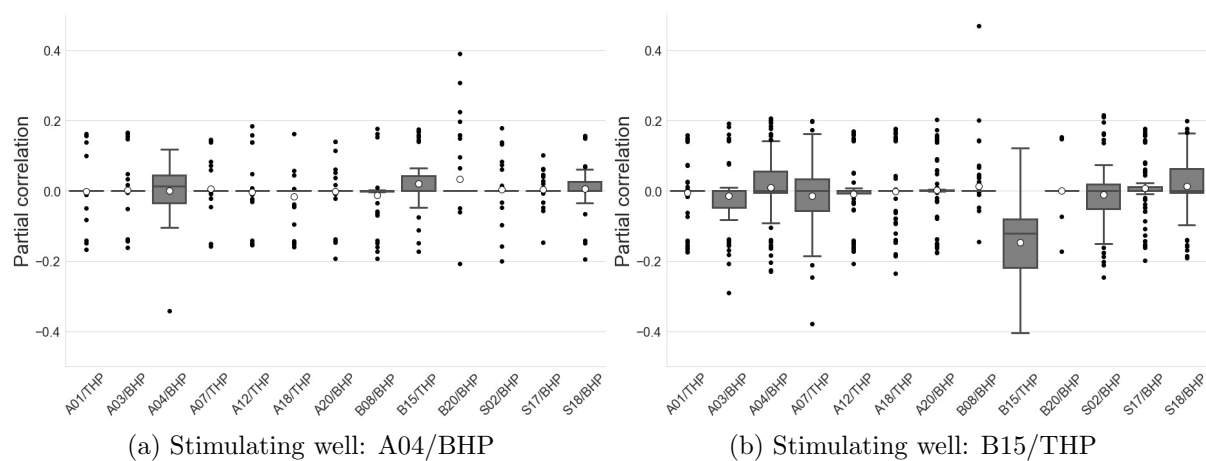 Partial correlation
0.4
0.2
0.0
−0.2
−0.4
A01/THP
A03/BHP
A04/BHP
A07/THP
A12/THP
A18/THP
A20/BHP
B08/BHP
B15/THP
B20/BHP
S02/BHP
S17/BHP
S18/BHP
(a) Stimulating well: A04/BHP
Partial correlation
0.4
0.2
0.0
−0.2
−0.4
A01/THP
A03/BHP
A04/BHP
A07/THP
A12/THP
A18/THP
A20/BHP
B08/BHP
B15/THP
B20/BHP
S02/BHP
S17/BHP
S18/BHP
(b) Stimulating well: B15/THP